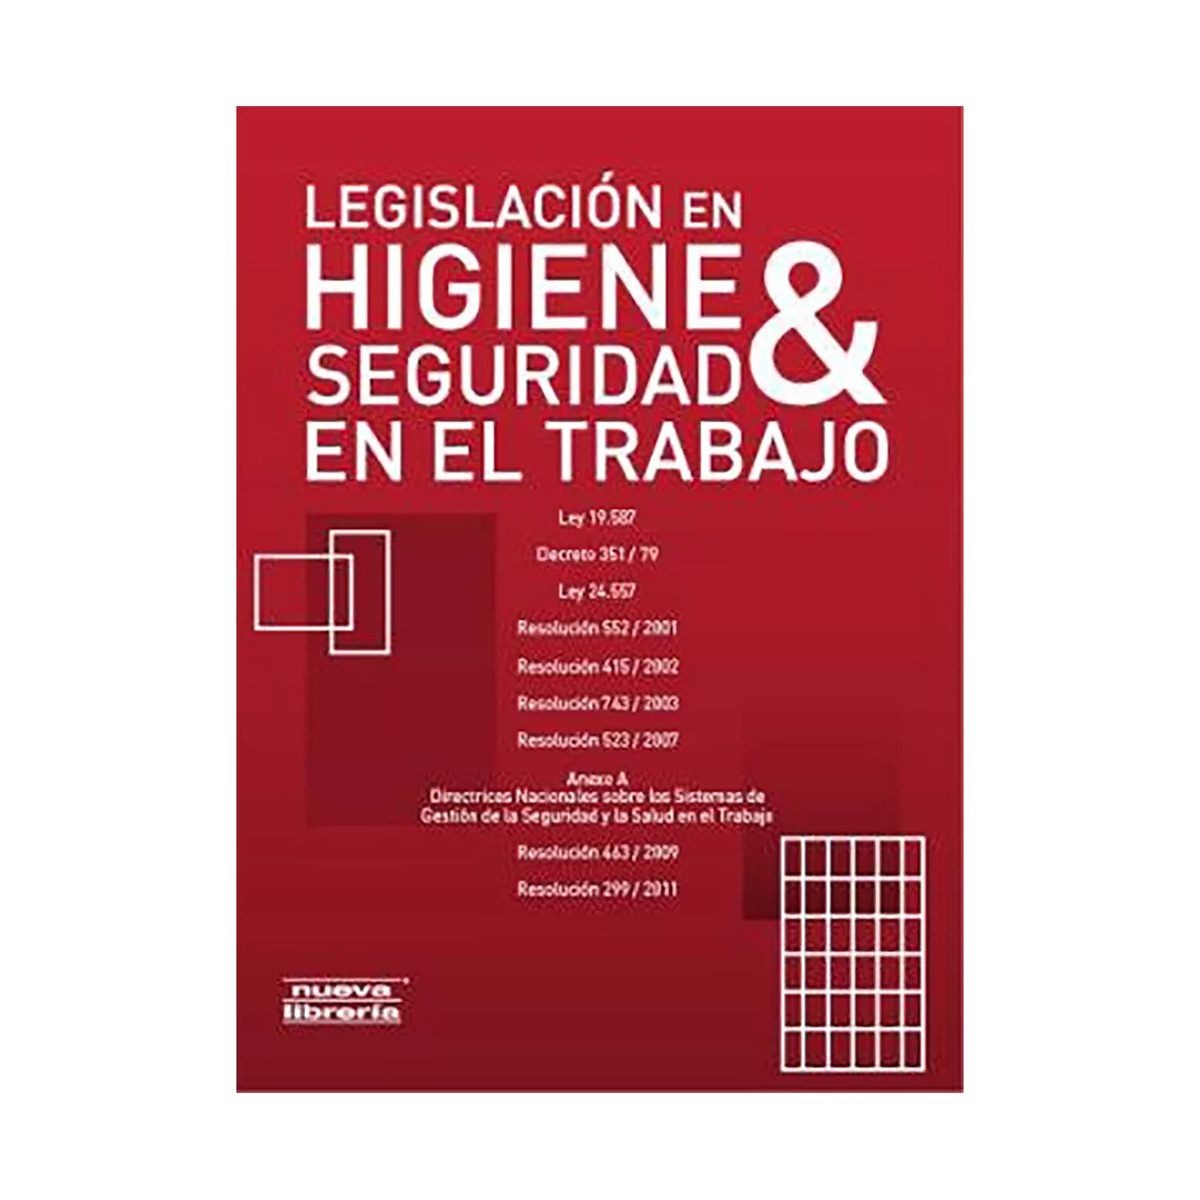 LEGISLACIÓN EN
HIGIENE &
SEGURIDAD
EN EL TRABAJO
Ley 19.587
Decreto 351 / 79
Ley 24.557
Resolución 552 / 2001
Resolución 415 / 2002
Resolución 743 / 2003
Resolución 523 / 2007
Anexo A
Directrices Nacionales sobre los Sistemas de
Gestión de la Seguridad y la Salud en el Trabajo
Resolución 463 / 2009
Resolución 299 / 2011
nueva
librería